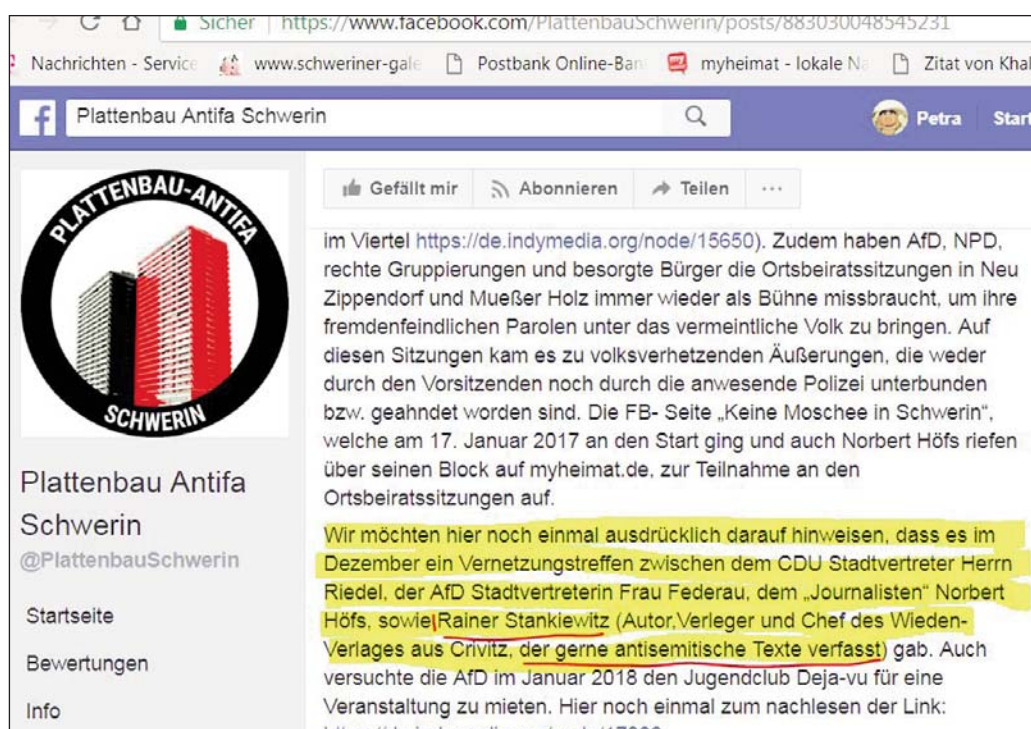 Sicher | https://www.facebook.com/PlattenbauSchwerin/posts/883030048545231
Nachrichten - Service www.schweriner-gale Postbank Online-Ban myheimat - lokale Na Zitat von Khal
Plattenbau Antifa Schwerin Petra Start
PLATTENBAU-ANTIFA
SCHWERIN
Plattenbau Antifa
Schwerin
@PlattenbauSchwerin
Startseite
Bewertungen
Info
Gefällt mir Abonnieren Teilen ...
im Viertel https://de.indymedia.org/node/15650). Zudem haben AfD, NPD,
rechte Gruppierungen und besorgte Bürger die Ortsbeiratssitzungen in Neu
Zippendorf und Mueßer Holz immer wieder als Bühne missbraucht, um ihre
fremdenfeindlichen Parolen unter das vermeintliche Volk zu bringen. Auf
diesen Sitzungen kam es zu volksverhetzenden Äußerungen, die weder
durch den Vorsitzenden noch durch die anwesende Polizei unterbunden
bzw. geahndet worden sind. Die FB- Seite „Keine Moschee in Schwerin“,
welche am 17. Januar 2017 an den Start ging und auch Norbert Höfs riefen
über seinen Block auf myheimat.de, zur Teilnahme an den
Ortsbeiratssitzungen auf.
Wir möchten hier noch einmal ausdrücklich darauf hinweisen, dass es im
Dezember ein Vernetzungstreffen zwischen dem CDU Stadtvertreter Herrn
Riedel, der AfD Stadtvertreterin Frau Federau, dem „Journalisten“ Norbert
Höfs, sowie Rainer Stankiewitz (Autor,Verleger und Chef des Wieden-
Verlages aus Crivitz, der gerne antisemitische Texte verfasst) gab. Auch
versuchte die AfD im Januar 2018 den Jugendclub Deja-vu für eine
Veranstaltung zu mieten. Hier noch einmal zum nachlesen der Link: